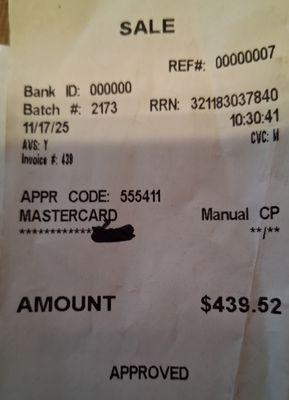 SALE
REF#: 00000007
Bank ID: 000000
Batch #: 2173 RRN: 321183037840
11/17/25 10:30:41
AVS: Y CVC: M
Invoice #: 439
APPR CODE: 555411
MASTERCARD Manual CP
************ **/**
AMOUNT $439.52
APPROVED